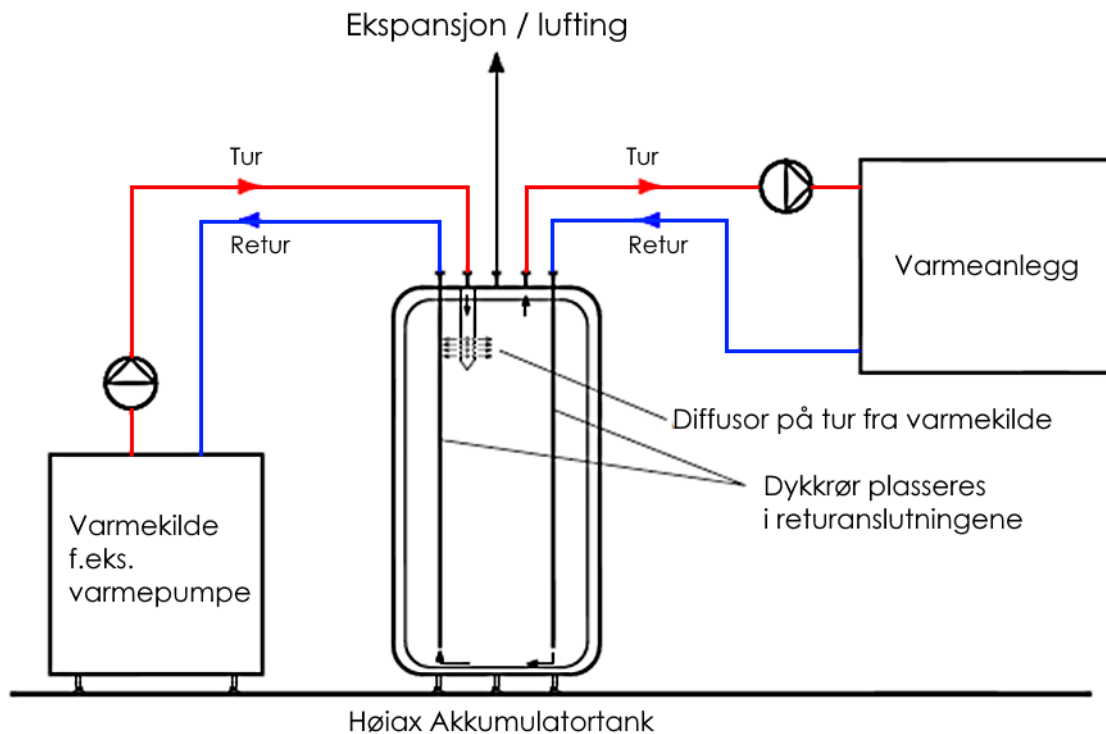 Ekspansjon / lufting
Tur
Tur
Retur
Retur
Varmeanlegg
Diffusor på tur fra varmekilde
Dykkrør plasseres
i returanslutningene
Varmekilde
f.eks.
varmepumpe
Høiax Akkumulatortank